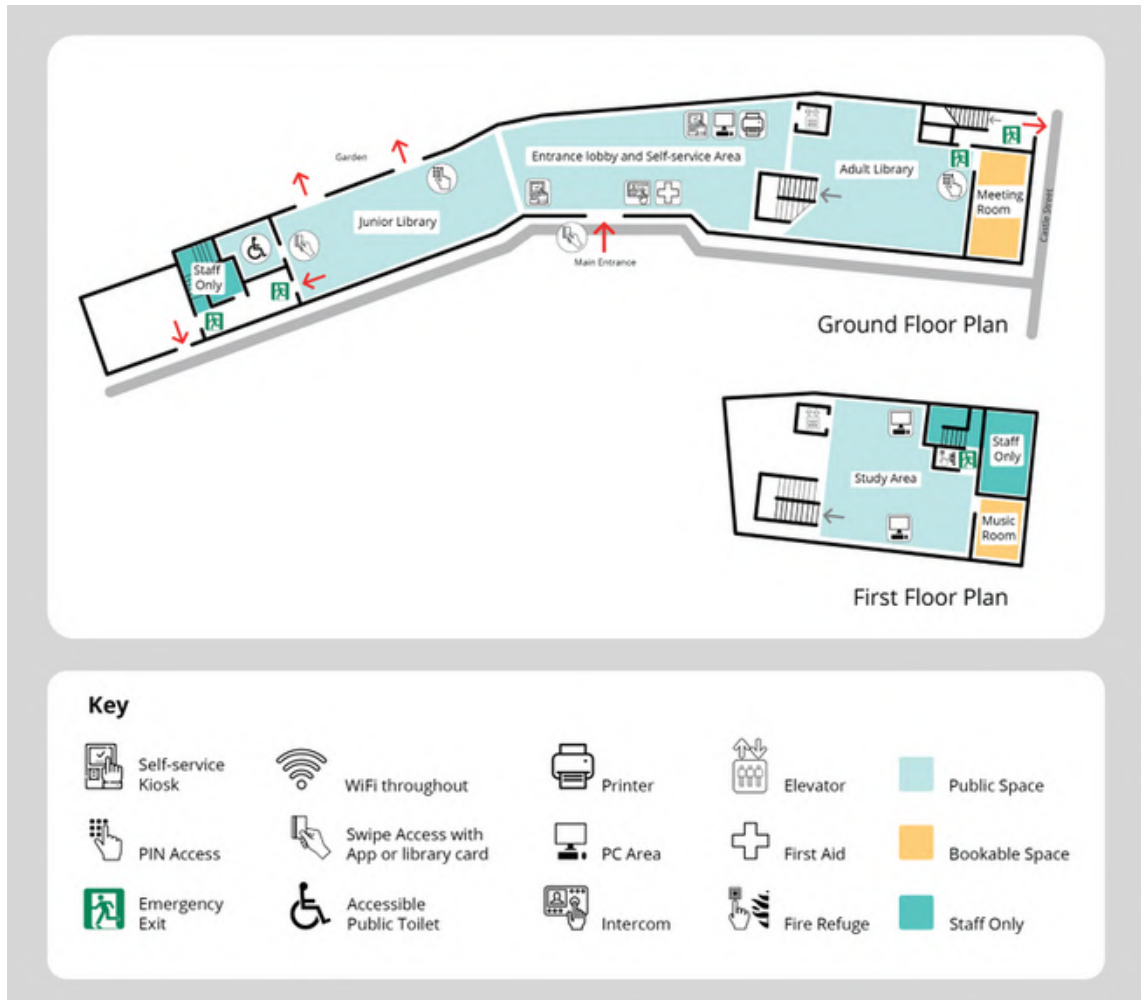 Garden
Entrance lobby and Self-service Area
Adult Library
Meeting
Room
Castle Street
Junior Library
Staff
Only
Main Entrance
Ground Floor Plan
Staff
Only
Study Area
Music
Room
First Floor Plan
Key
Self-service
Kiosk
WiFi throughout
Printer
Elevator
Public Space
PIN Access
Swipe Access with
App or library card
PC Area
First Aid
Bookable Space
Emergency
Exit
Accessible
Public Toilet
Intercom
Fire Refuge
Staff Only